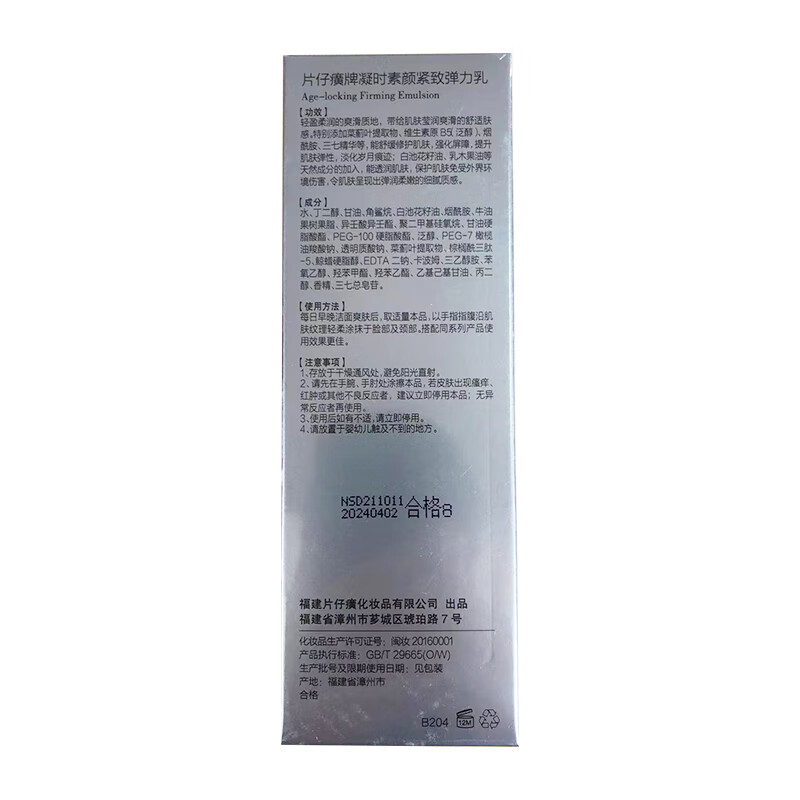 片仔癀牌凝时素颜紧致弹力乳
Age-locking Firming Emulsion
【功效】
轻盈柔润的爽滑质地，带给肌肤莹润爽滑的舒适肤
感。特别添加菜蓟叶提取物、维生素原B5(泛醇)、烟
酰胺、三七精华等，能舒缓修护肌肤，强化屏障，提升
肌肤弹性，淡化岁月痕迹；白池花籽油、乳木果油等
天然成分的加入，能透润肌肤，保护肌肤免受外界环
境伤害，令肌肤呈现出弹润柔嫩的细腻质感。
【成分】
水、丁二醇、甘油、角鲨烷、白池花籽油、烟酰胺、牛油
果树果脂、异壬酸异壬酯、聚二甲基硅氧烷、甘油硬
脂酸酯、PEG-100硬脂酸酯、泛醇、PEG-7橄榄
油羧酸钠、透明质酸钠、菜蓟叶提取物、棕榈酰三肽
-5、鲸蜡硬脂醇、EDTA二钠、卡波姆、三乙醇胺、苯
氧乙醇、羟苯甲酯、羟苯乙酯、乙基己基甘油、丙二
醇、香精、三七总皂苷。
【使用方法】
每日早晚洁面爽肤后，取适量本品，以手指指腹沿肌
肤纹理轻柔涂抹于脸部及颈部。搭配同系列产品使
用效果更佳。
【注意事项】
1、存放于干燥通风处，避免阳光直射。
2、请先在手腕、手肘处涂擦本品，若皮肤出现瘙痒、
红肿或其他不良反应者，建议立即停用本品；无异
常反应者再使用。
3、使用后如有不适，请立即停用。
4、请放置于婴幼儿触及不到的地方。
NSD211011
20240402 合格8
福建片仔癀化妆品有限公司 出品
福建省漳州市芗城区琥珀路7号
化妆品生产许可证号：闽妆20160001
产品执行标准：GB/T 29665(O/W)
生产批号及限期使用日期：见包装
产地：福建省漳州市
合格
B204 12M